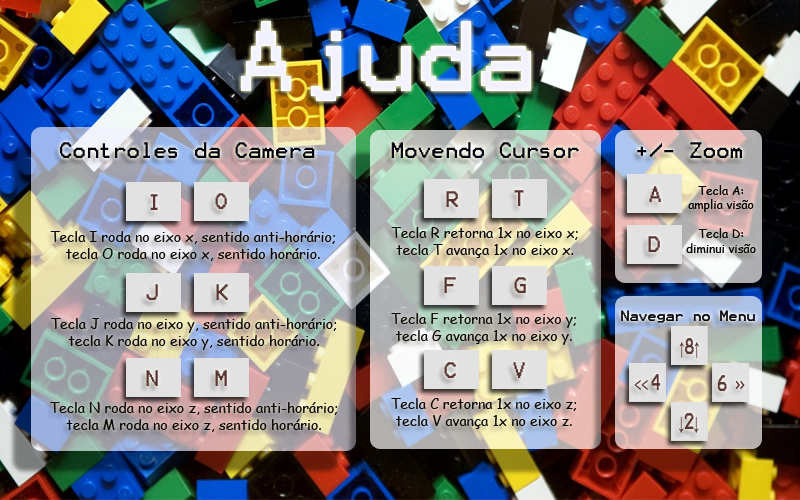 Ajuda
Controles da Camera
I O
Tecla I roda no eixo x, sentido anti-horário;
tecla O roda no eixo x, sentido horário.
J K
Tecla J roda no eixo y, sentido anti-horário;
tecla K roda no eixo y, sentido horário.
N M
Tecla N roda no eixo z, sentido anti-horário;
tecla M roda no eixo z, sentido horário.
Movendo Cursor
R T
Tecla R retorna 1x no eixo x;
tecla T avança 1x no eixo x.
F G
Tecla F retorna 1x no eixo y;
tecla G avança 1x no eixo y.
C V
Tecla C retorna 1x no eixo z;
tecla V avança 1x no eixo z.
+/- Zoom
A
Tecla A:
amplia visão
D
Tecla D:
diminui visão
Navegar no Menu
↑8↑
«4 6 »
↓2↓